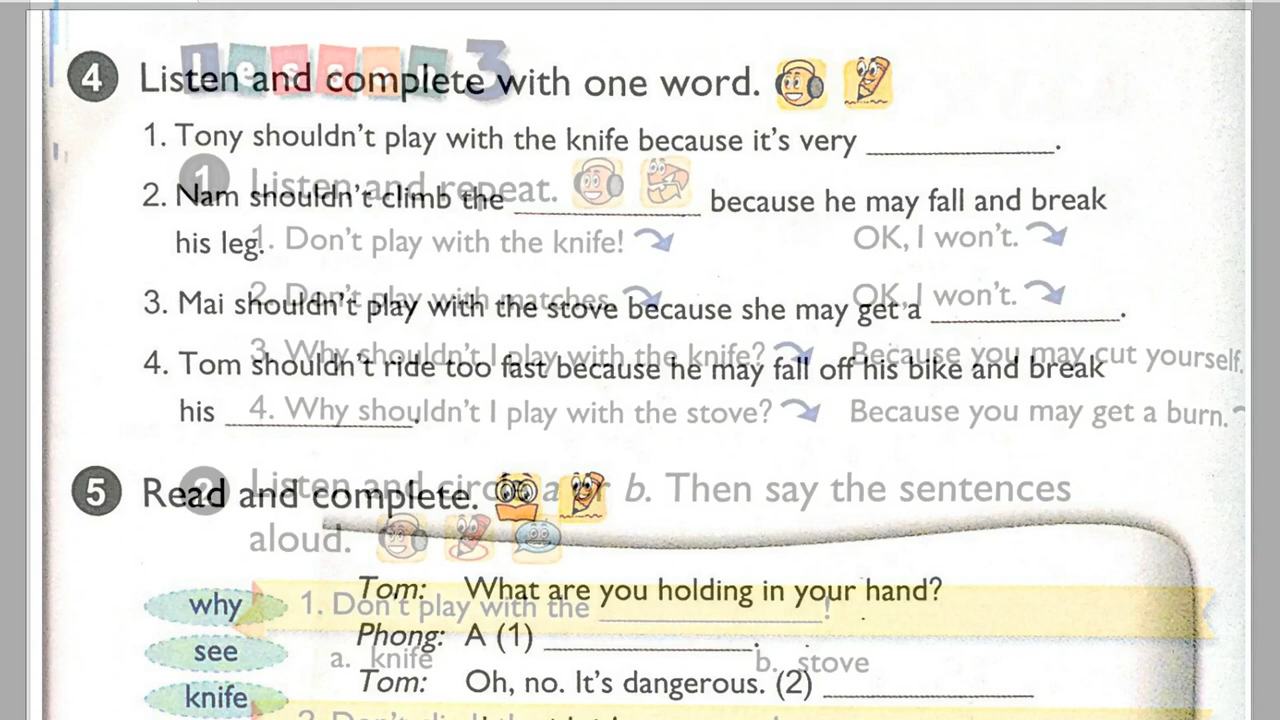 Lesson 3
4 Listen and complete with one word.
1. Tony shouldn't play with the knife because it's very ____________.
1 Listen and repeat.
2. Nam shouldn't climb the ____________ because he may fall and break
his leg.
1. Don't play with the knife! OK, I won't.
2. Don't play with matches. OK, I won't.
3. Mai shouldn't play with the stove because she may get a ____________.
3. Why shouldn't I play with the knife? Because you may cut yourself.
4. Tom shouldn't ride too fast because he may fall off his bike and break
his ____________.
4. Why shouldn't I play with the stove? Because you may get a burn.
5 Read and complete.
2 Listen and circle a or b. Then say the sentences
aloud.
Tom: What are you holding in your hand?
why
1. Don't play with the ____________!
Phong: A (1) ____________.
see
a. knife b. stove
Tom: Oh, no. It's dangerous. (2) ____________
knife